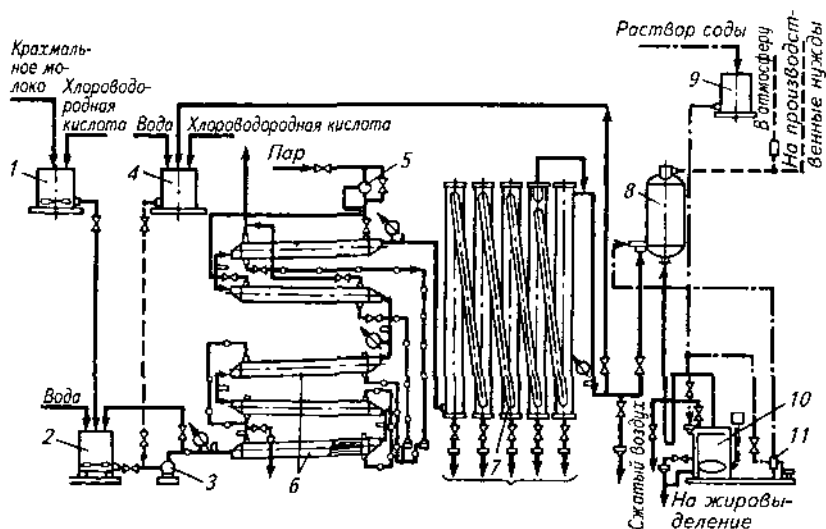 Крахмаль-
ное мо-
локо
Хлороводо-
родная
кислота
Вода
Хлороводородная кислота
Пар
Раствор соды
В атмосферу
На производст-
венные нужды
1
4
5
9
8
Вода
2
3
6
7
Сжатый воздух
10
11
На жировы-
деление